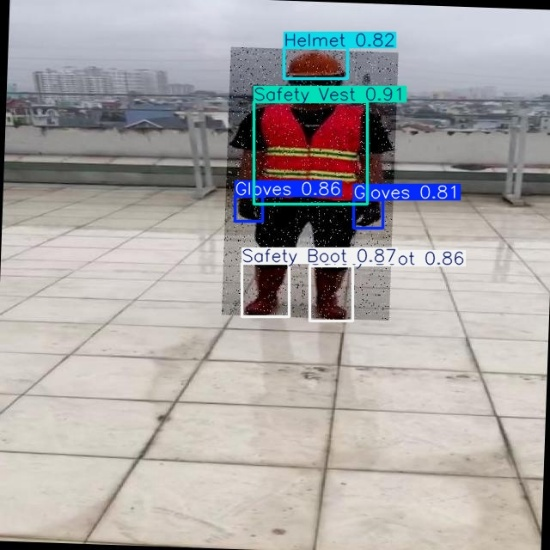 Helmet 0.82
Safety Vest 0.91
Gloves 0.86
Gloves 0.81
Safety Boot 0.87
ot 0.86